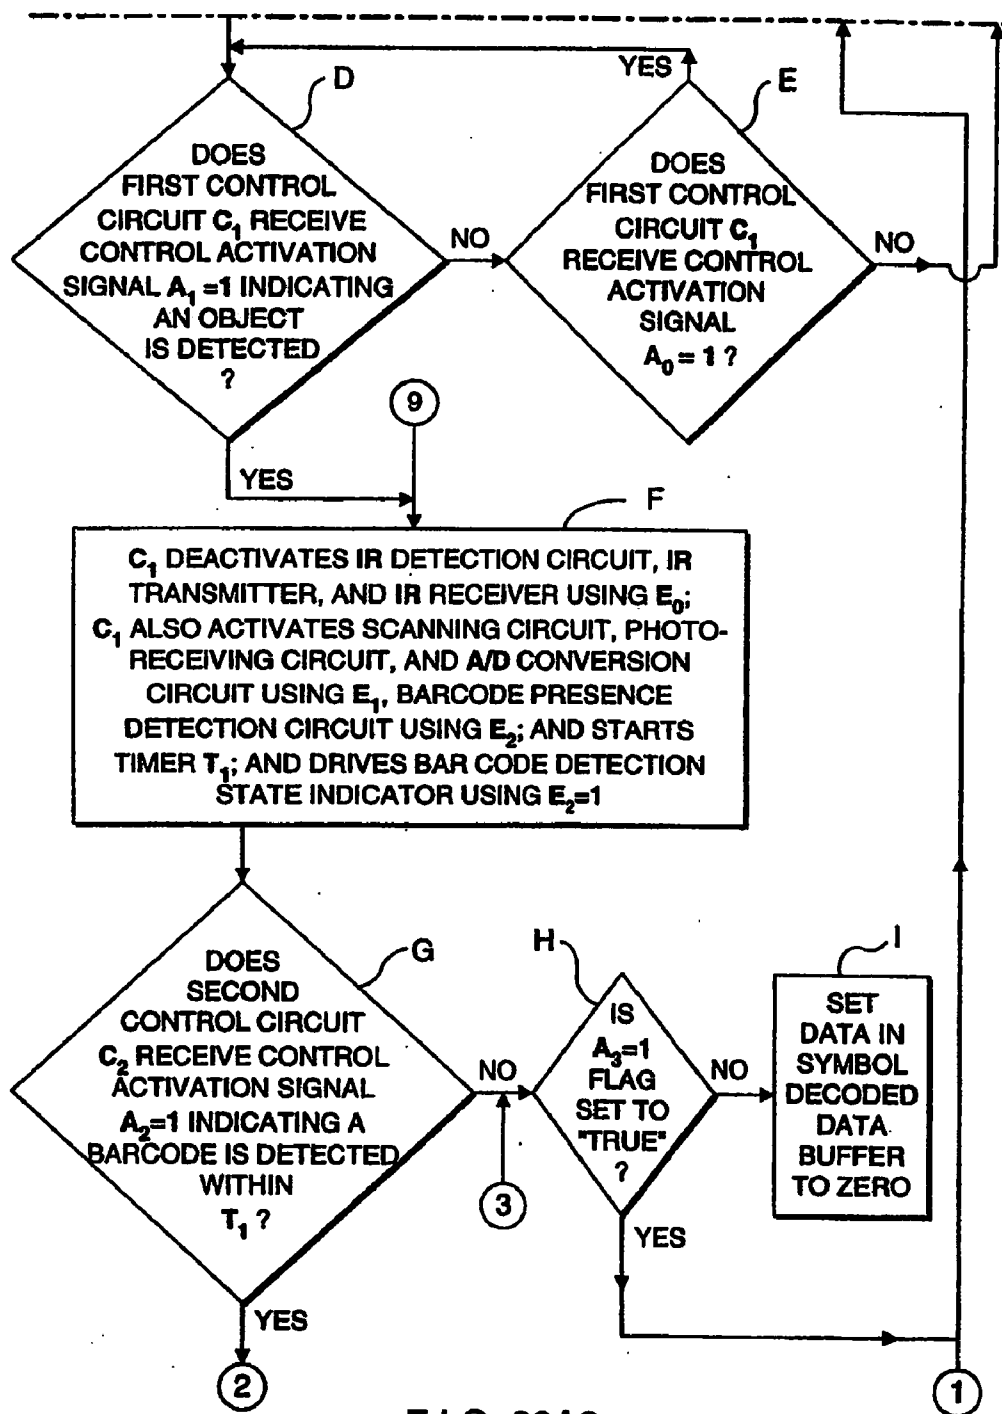 D
DOES
FIRST CONTROL
CIRCUIT C₁ RECEIVE
CONTROL ACTIVATION
SIGNAL A₁ =1 INDICATING
AN OBJECT
IS DETECTED
?
NO
YES
E
DOES
FIRST CONTROL
CIRCUIT C₁
RECEIVE CONTROL
ACTIVATION
SIGNAL
A₀ = 1 ?
YES
NO
9
F
C₁ DEACTIVATES IR DETECTION CIRCUIT, IR
TRANSMITTER, AND IR RECEIVER USING E₀;
C₁ ALSO ACTIVATES SCANNING CIRCUIT, PHOTO-
RECEIVING CIRCUIT, AND A/D CONVERSION
CIRCUIT USING E₁, BARCODE PRESENCE
DETECTION CIRCUIT USING E₂; AND STARTS
TIMER T₁; AND DRIVES BAR CODE DETECTION
STATE INDICATOR USING E₂=1
G
DOES
SECOND
CONTROL CIRCUIT
C₂ RECEIVE CONTROL
ACTIVATION SIGNAL
A₂=1 INDICATING A
BARCODE IS DETECTED
WITHIN
T₁ ?
NO
3
YES
2
H
IS
A₃=1
FLAG
SET TO
"TRUE"
?
NO
YES
I
SET
DATA IN
SYMBOL
DECODED
DATA
BUFFER
TO ZERO
1